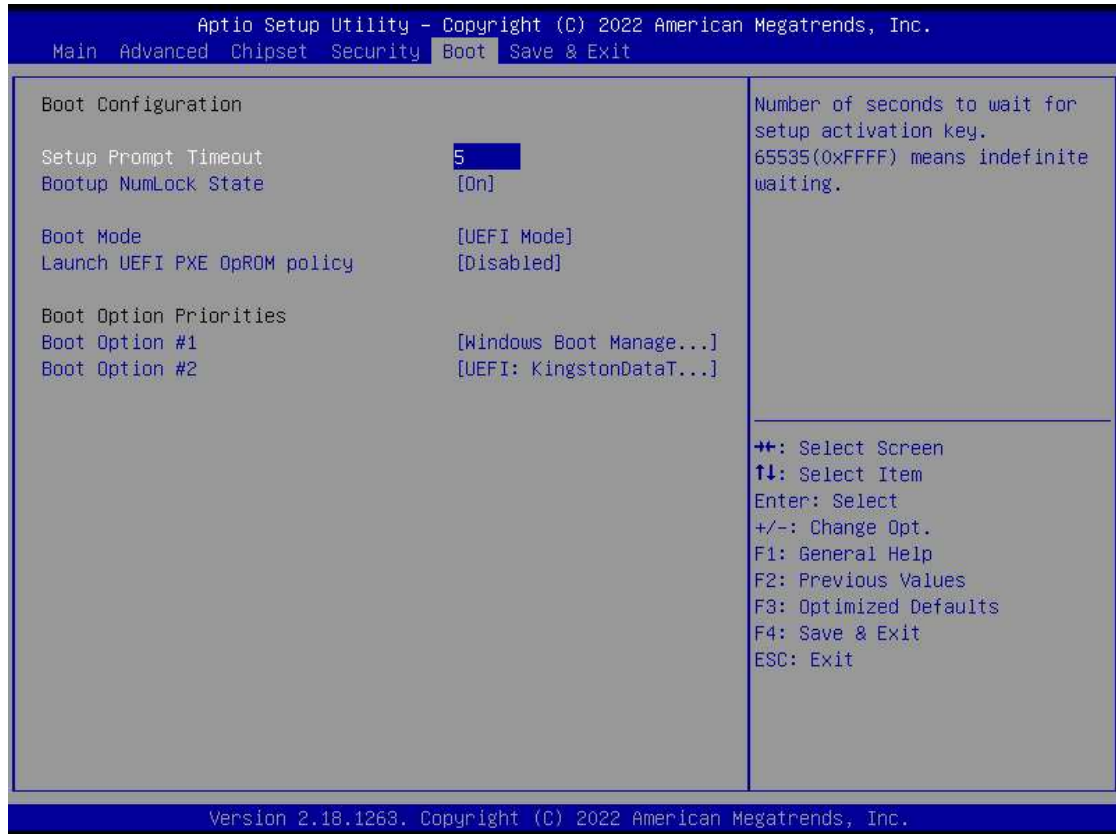 Aptio Setup Utility – Copyright (C) 2022 American Megatrends, Inc.
Main Advanced Chipset Security Boot Save & Exit
Boot Configuration
Setup Prompt Timeout 5
Bootup NumLock State [On]
Boot Mode [UEFI Mode]
Launch UEFI PXE OpROM policy [Disabled]
Boot Option Priorities
Boot Option #1 [Windows Boot Manage...]
Boot Option #2 [UEFI: KingstonDataT...]
Number of seconds to wait for
setup activation key.
65535(0xFFFF) means indefinite
waiting.
→←: Select Screen
↑↓: Select Item
Enter: Select
+/-: Change Opt.
F1: General Help
F2: Previous Values
F3: Optimized Defaults
F4: Save & Exit
ESC: Exit
Version 2.18.1263. Copyright (C) 2022 American Megatrends, Inc.